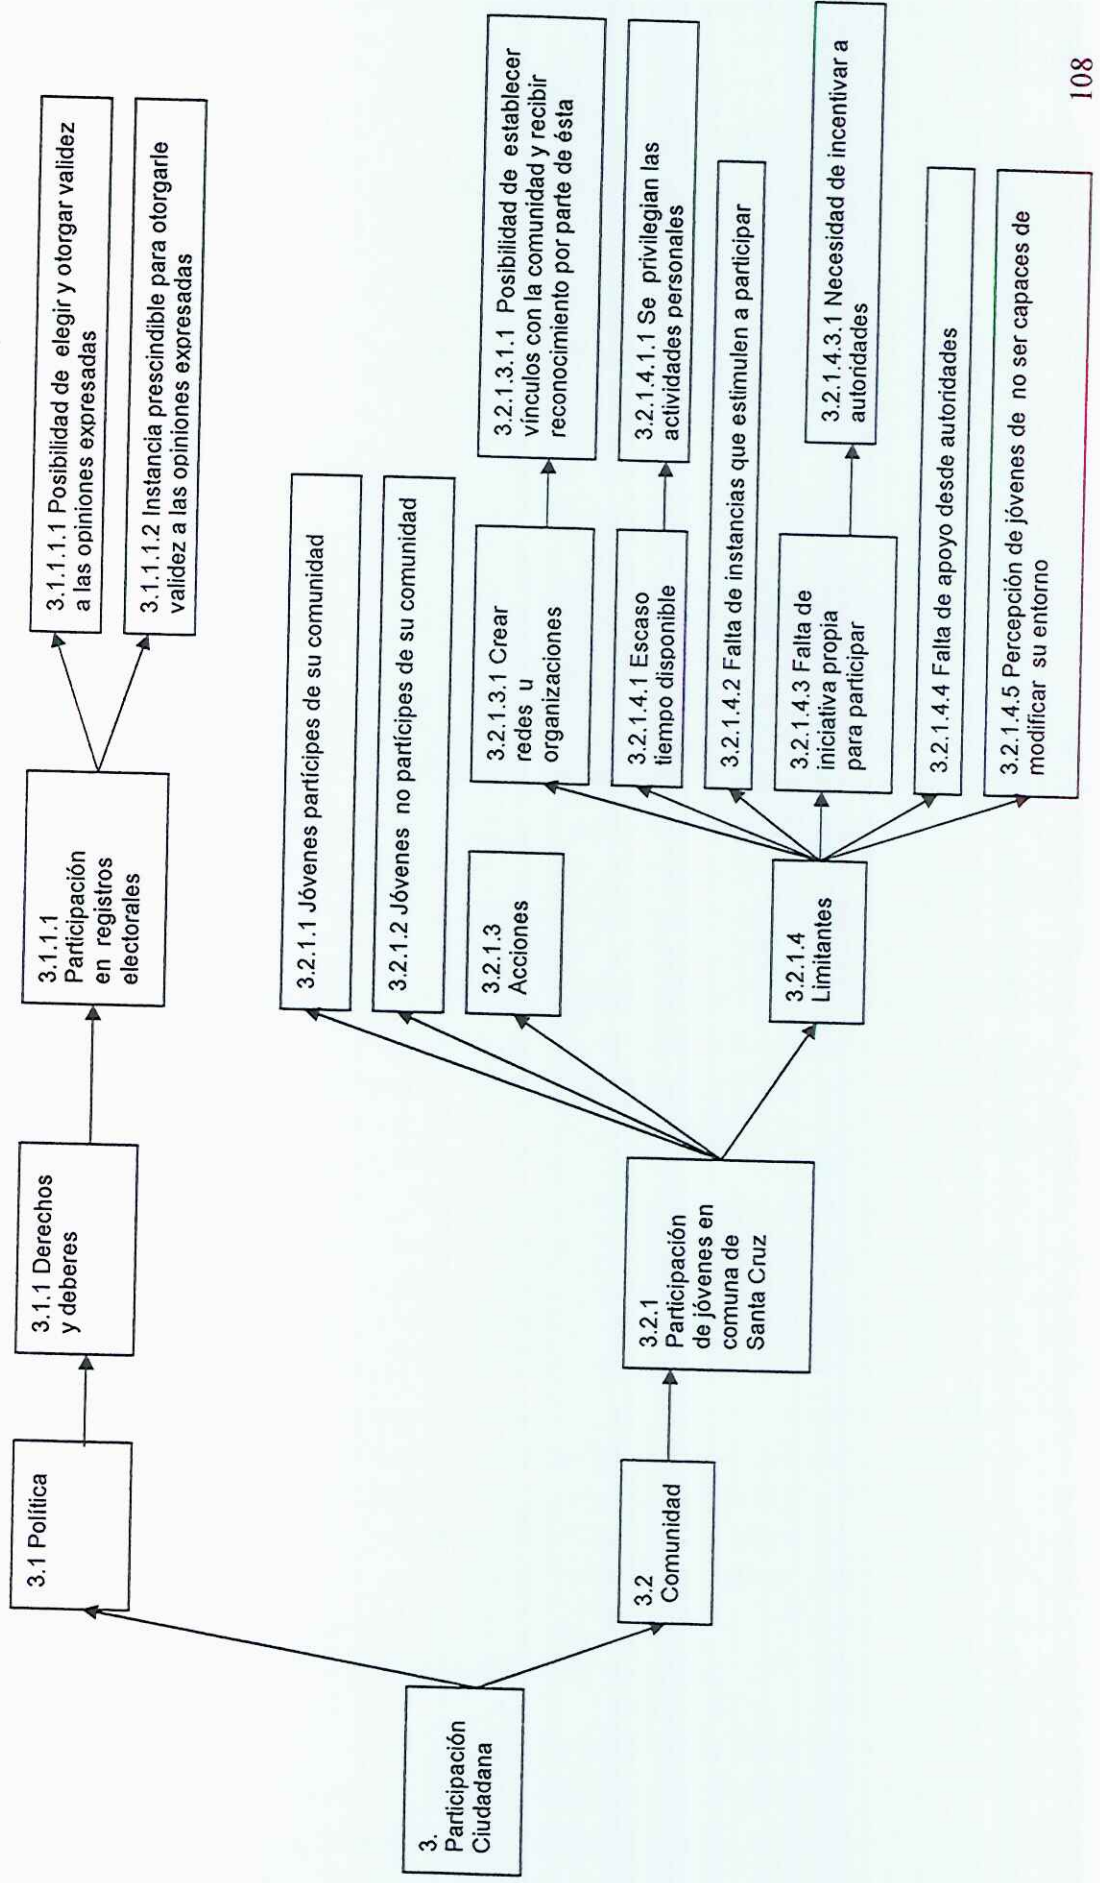 3.
Participación
Ciudadana
3.1 Política
3.1.1 Derechos
y deberes
3.1.1.1
Participación
en registros
electorales
3.1.1.1.1 Posibilidad de elegir y otorgar validez
a las opiniones expresadas
3.1.1.1.2 Instancia prescindible para otorgarle
validez a las opiniones expresadas
3.2
Comunidad
3.2.1
Participación
de jóvenes en
comuna de
Santa Cruz
3.2.1.1 Jóvenes partícipes de su comunidad
3.2.1.2 Jóvenes no partícipes de su comunidad
3.2.1.3
Acciones
3.2.1.3.1 Crear
redes u
organizaciones
3.2.1.3.1.1 Posibilidad de establecer
vínculos con la comunidad y recibir
reconocimiento por parte de ésta
3.2.1.4
Limitantes
3.2.1.4.1 Escaso
tiempo disponible
3.2.1.4.1.1 Se privilegian las
actividades personales
3.2.1.4.2 Falta de instancias que estimulen a participar
3.2.1.4.3 Falta de
iniciativa propia
para participar
3.2.1.4.3.1 Necesidad de incentivar a
autoridades
3.2.1.4.4 Falta de apoyo desde autoridades
3.2.1.4.5 Percepción de jóvenes de no ser capaces de
modificar su entorno
108